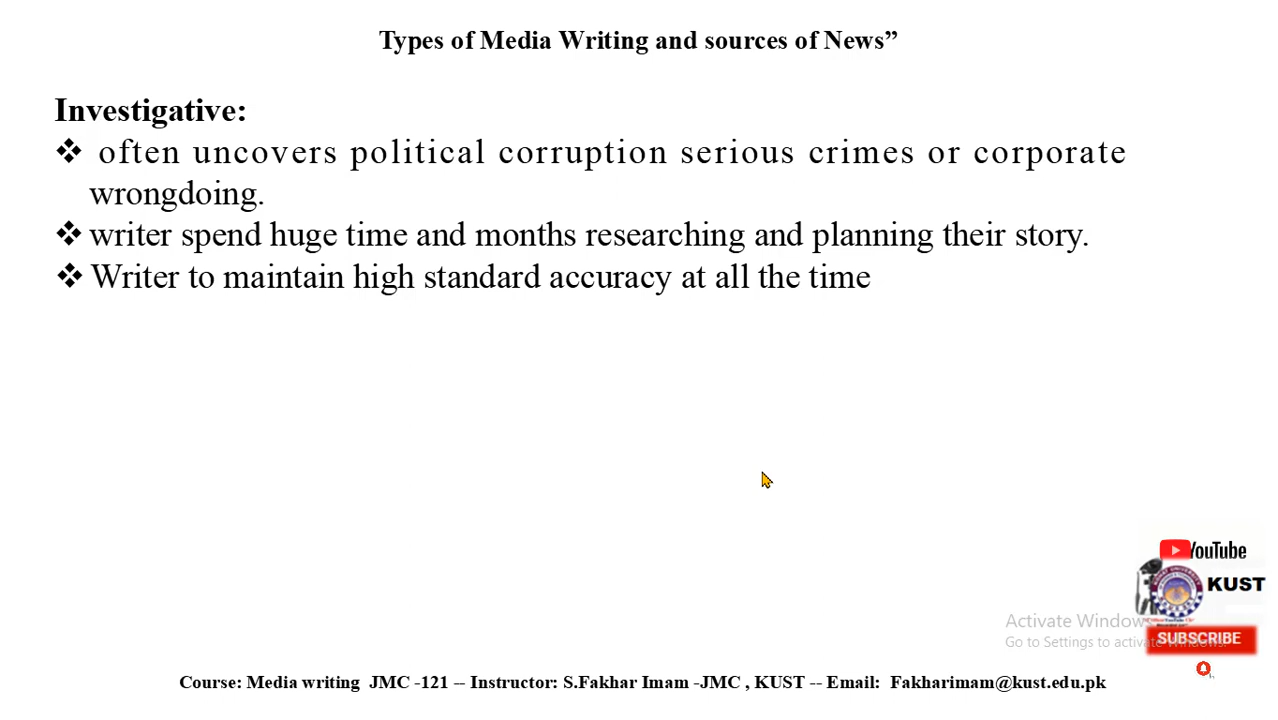 Types of Media Writing and sources of News”
Investigative:
❖ often uncovers political corruption serious crimes or corporate
wrongdoing.
❖ writer spend huge time and months researching and planning their story.
❖ Writer to maintain high standard accuracy at all the time
YouTube
KUST
Activate Windows
Go to Settings to activate Windows.
SUBSCRIBE
Course: Media writing JMC -121 -- Instructor: S.Fakhar Imam -JMC , KUST -- Email: Fakharimam@kust.edu.pk